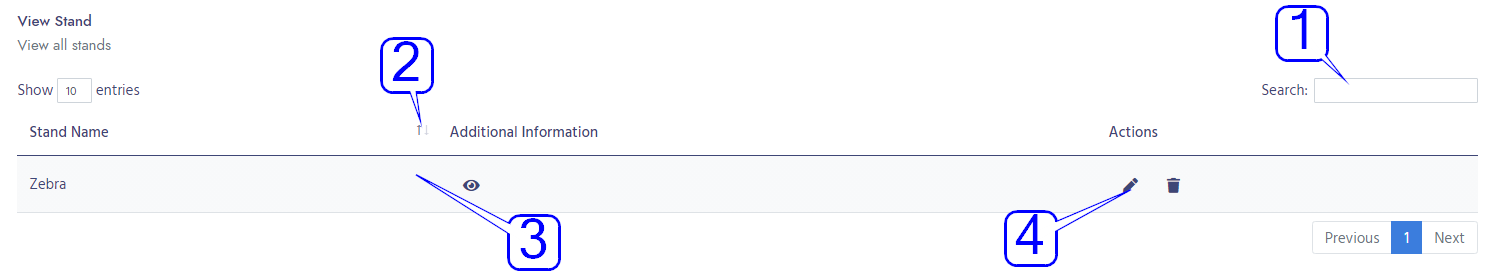 View Stand
View all stands
1
2
Show 10 entries
Search:
Stand Name Additional Information Actions
Zebra
3
4
Previous 1 Next